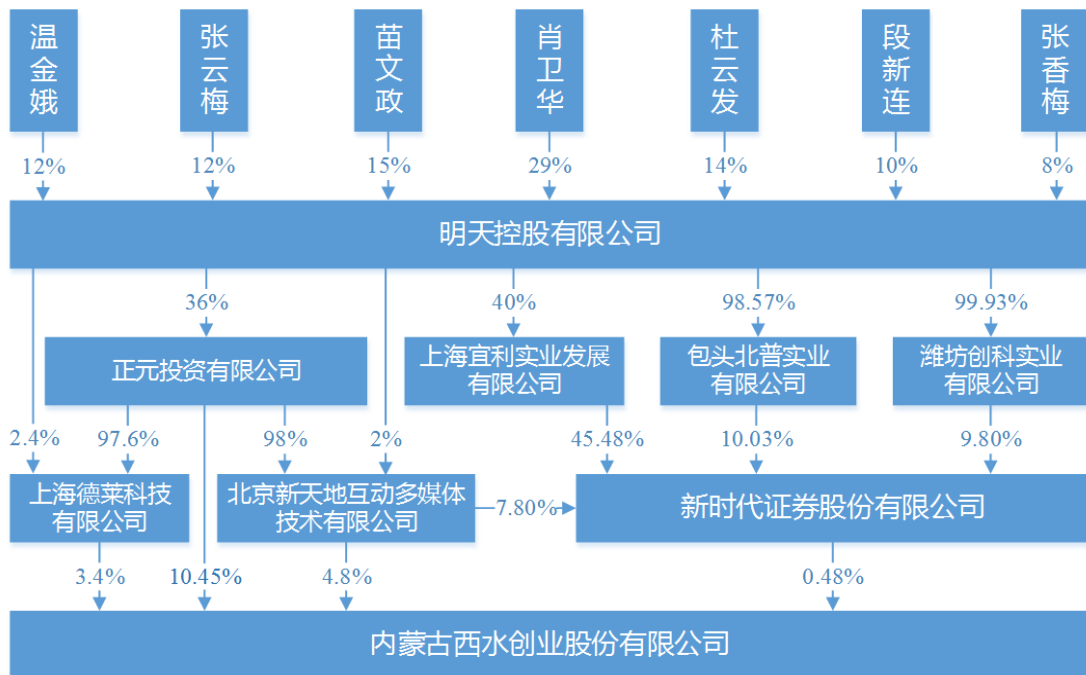 温金娥
张云梅
苗文政
肖卫华
杜云发
段新连
张香梅
12%
12%
15%
29%
14%
10%
8%
明天控股有限公司
36%
40%
98.57%
99.93%
正元投资有限公司
上海宜利实业发展
有限公司
包头北普实业
有限公司
潍坊创科实业
有限公司
2.4%
97.6%
98%
2%
45.48%
10.03%
9.80%
上海德莱科技
有限公司
北京新天地互动多媒体
技术有限公司
7.80%
新时代证券股份有限公司
3.4%
10.45%
4.8%
0.48%
内蒙古西水创业股份有限公司